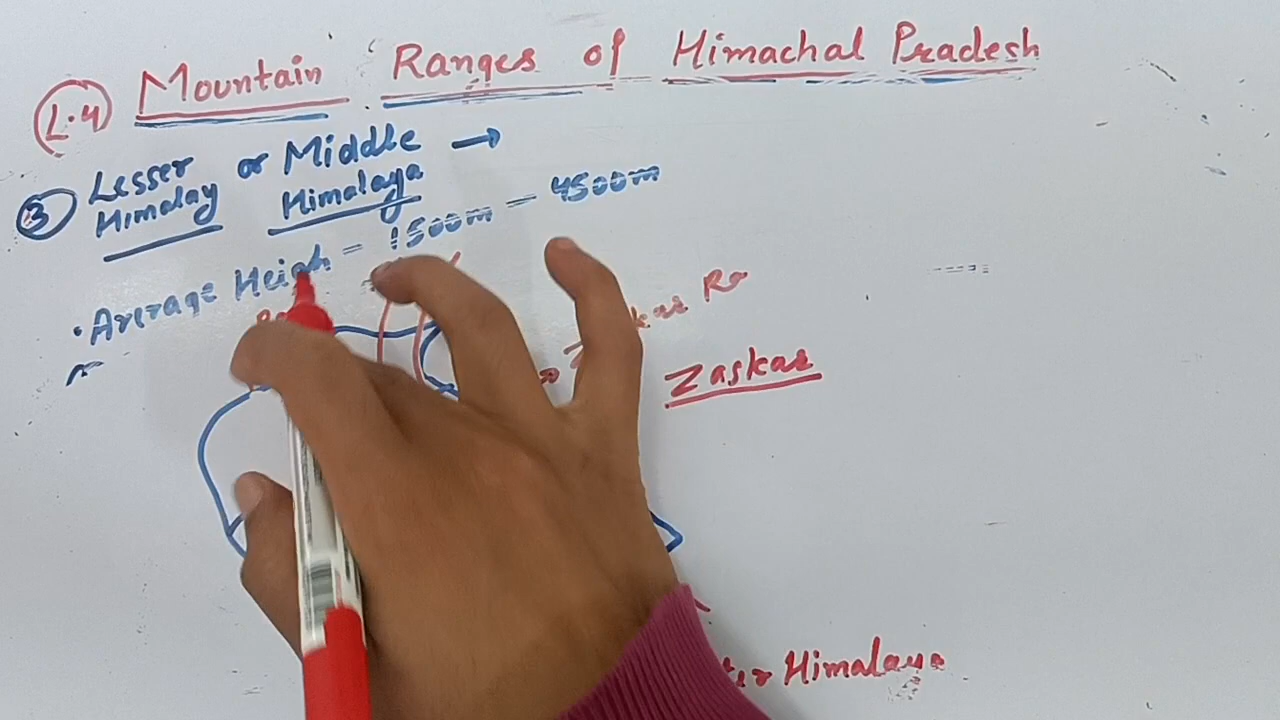 L.4 Mountain Ranges of Himachal Pradesh
③ Lesser or Middle →
Himalay Himalaya
• Average Heigh = 1500m - 4500m
Zaskar
Himalaya